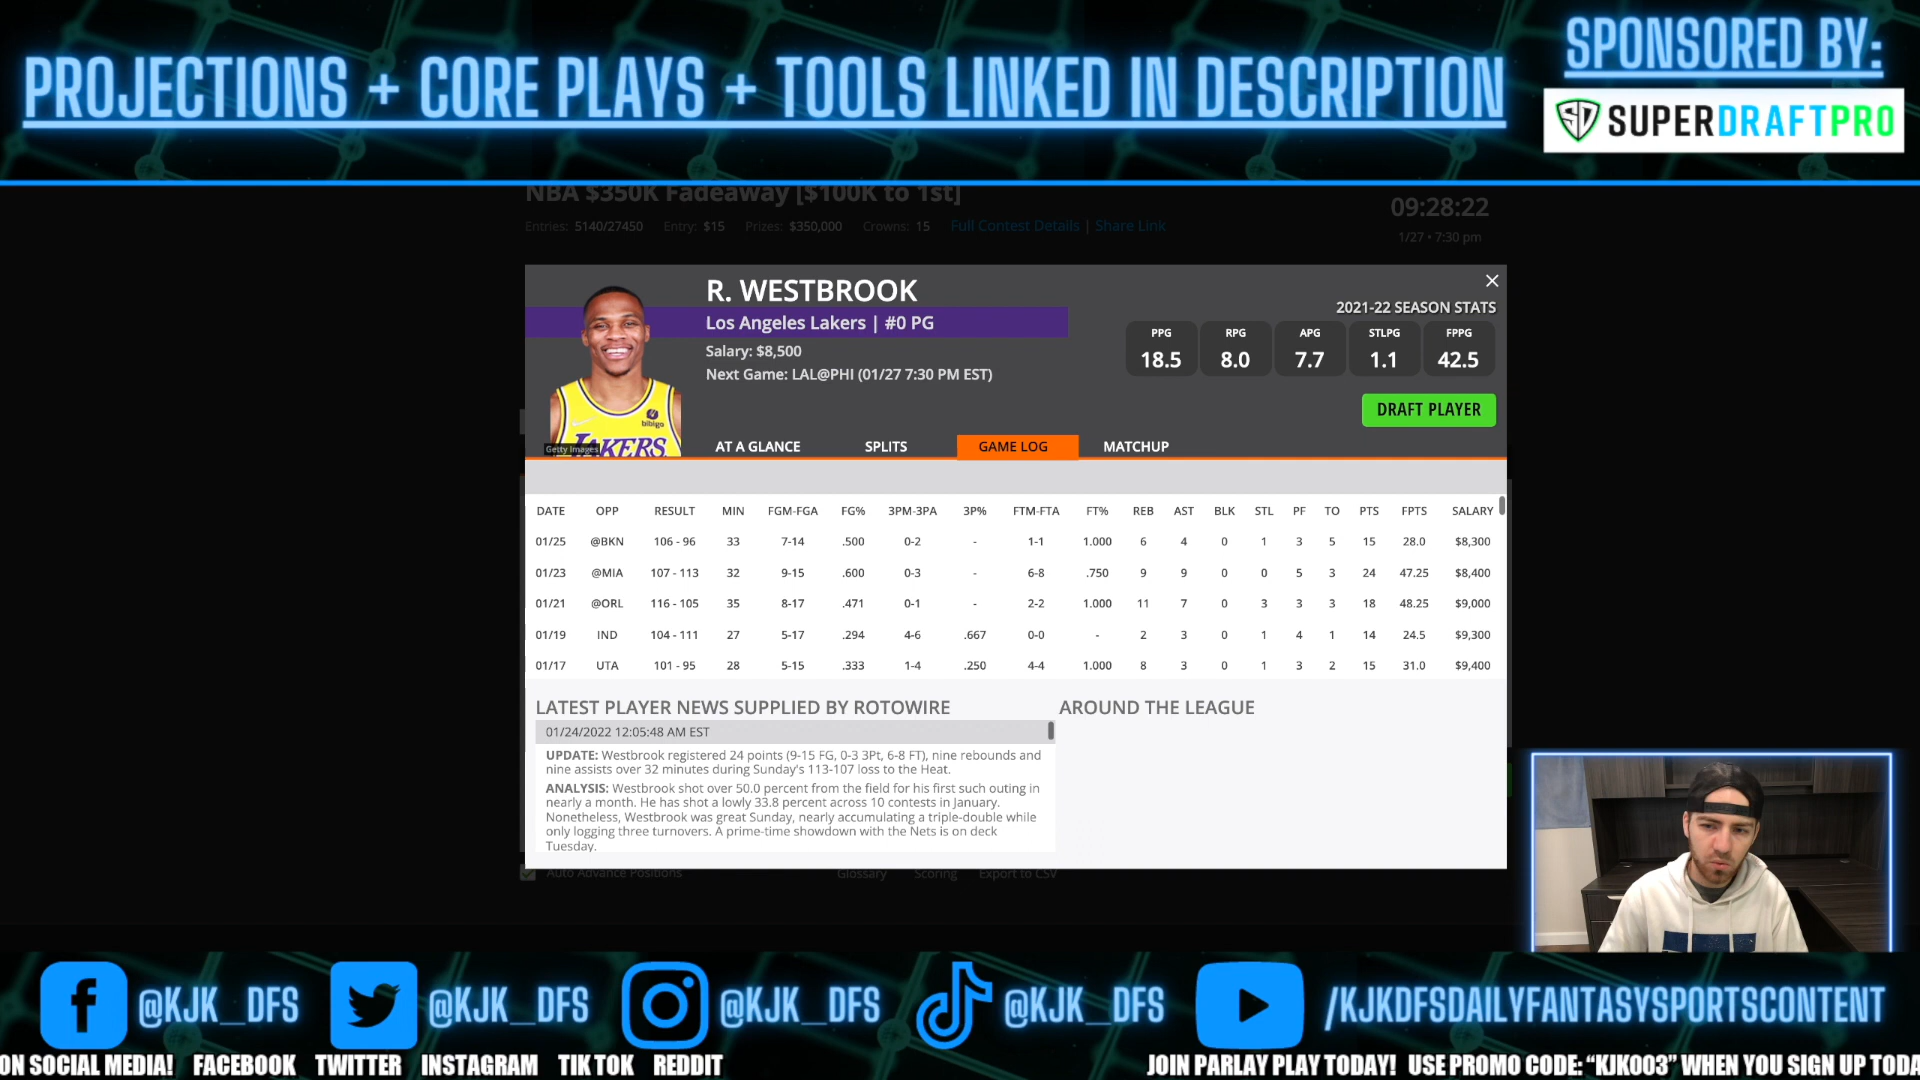 PROJECTIONS + CORE PLAYS + TOOLS LINKED IN DESCRIPTION
SPONSORED BY:
SUPERDRAFTPRO
NBA $350K Fadeaway [$100K to 1st]
Entries: 5140/27450 Entry: $15 Prizes: $350,000 Crowns: 15 Full Contest Details | Share Link
09:28:22
1/27 • 7:30 pm
R. WESTBROOK
Los Angeles Lakers | #0 PG
Salary: $8,500
Next Game: LAL@PHI (01/27 7:30 PM EST)
2021-22 SEASON STATS
PPG RPG APG STLPG FPPG
18.5 8.0 7.7 1.1 42.5
DRAFT PLAYER
bibigo
LAKERS
Getty Images
AT A GLANCE SPLITS GAME LOG MATCHUP
DATE OPP RESULT MIN FGM-FGA FG% 3PM-3PA 3P% FTM-FTA FT% REB AST BLK STL PF TO PTS FPTS SALARY
01/25 @BKN 106 - 96 33 7-14 .500 0-2 - 1-1 1.000 6 4 0 1 3 5 15 28.0 $8,300
01/23 @MIA 107 - 113 32 9-15 .600 0-3 - 6-8 .750 9 9 0 0 5 3 24 47.25 $8,400
01/21 @ORL 116 - 105 35 8-17 .471 0-1 - 2-2 1.000 11 7 0 3 3 3 18 48.25 $9,000
01/19 IND 104 - 111 27 5-17 .294 4-6 .667 0-0 - 2 3 0 1 4 1 14 24.5 $9,300
01/17 UTA 101 - 95 28 5-15 .333 1-4 .250 4-4 1.000 8 3 0 1 3 2 15 31.0 $9,400
LATEST PLAYER NEWS SUPPLIED BY ROTOWIRE
AROUND THE LEAGUE
01/24/2022 12:05:48 AM EST
UPDATE: Westbrook registered 24 points (9-15 FG, 0-3 3Pt, 6-8 FT), nine rebounds and
nine assists over 32 minutes during Sunday's 113-107 loss to the Heat.
ANALYSIS: Westbrook shot over 50.0 percent from the field for his first such outing in
nearly a month. He has shot a lowly 33.8 percent across 10 contests in January.
Nonetheless, Westbrook was great Sunday, nearly accumulating a triple-double while
only logging three turnovers. A prime-time showdown with the Nets is on deck
Tuesday.
Auto Advance Positions Glossary Scoring Export to CSV
@KJK_DFS @KJK_DFS @KJK_DFS @KJK_DFS /KJKDFSDAILYFANTASYSPORTSCONTENT
ON SOCIAL MEDIA! FACEBOOK TWITTER INSTAGRAM TIK TOK REDDIT JOIN PARLAY PLAY TODAY! USE PROMO CODE: “KJK003” WHEN YOU SIGN UP TODA